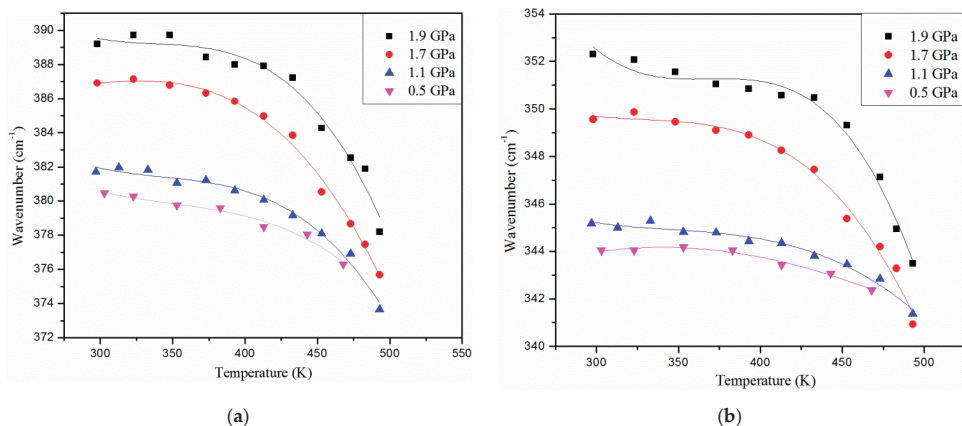 390
388
386
384
382
380
378
376
374
372
Wavenumber (cm⁻¹)
300
350
400
450
500
550
Temperature (K)
1.9 GPa
1.7 GPa
1.1 GPa
0.5 GPa
(a)
354
352
350
348
346
344
342
340
Wavenumber (cm⁻¹)
300
350
400
450
500
Temperature (K)
1.9 GPa
1.7 GPa
1.1 GPa
0.5 GPa
(b)